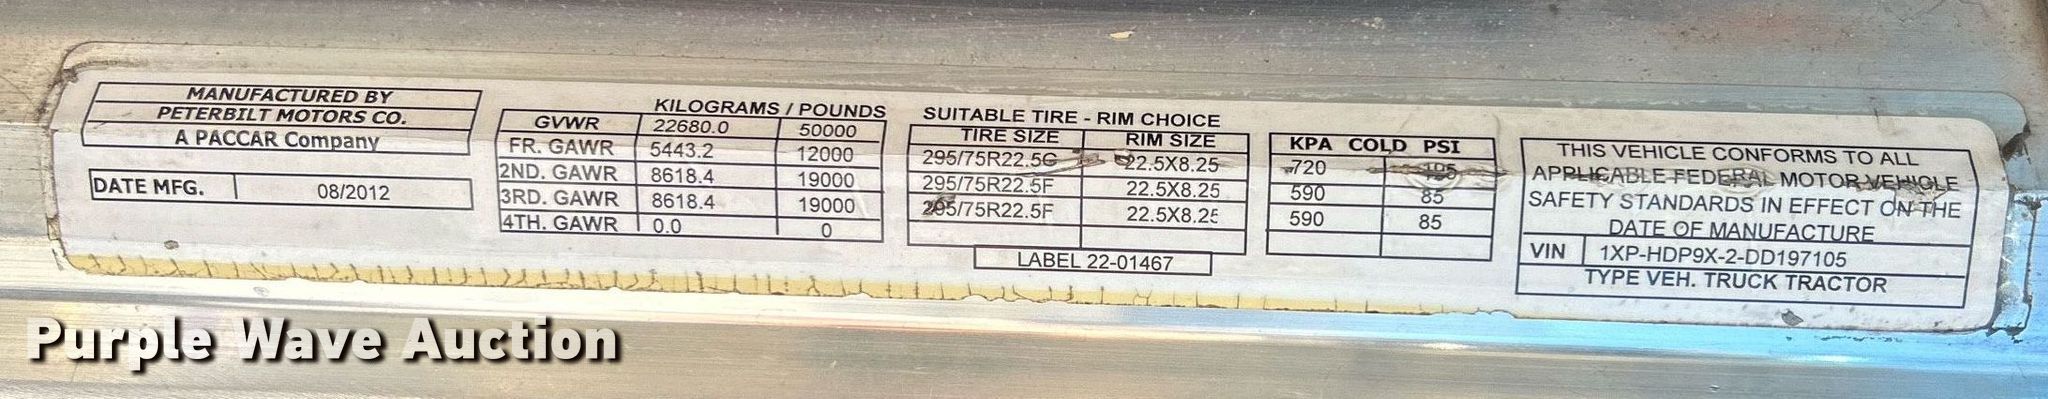 MANUFACTURED BY
PETERBILT MOTORS CO.
A PACCAR Company
DATE MFG. 08/2012
KILOGRAMS / POUNDS
GVWR 22680.0 50000
FR. GAWR 5443.2 12000
2ND. GAWR 8618.4 19000
3RD. GAWR 8618.4 19000
4TH. GAWR 0.0 0
SUITABLE TIRE - RIM CHOICE
TIRE SIZE RIM SIZE
295/75R22.5G 22.5X8.25
295/75R22.5F 22.5X8.25
295/75R22.5F 22.5X8.25
LABEL 22-01467
KPA COLD PSI
720 105
590 85
590 85
THIS VEHICLE CONFORMS TO ALL
APPLICABLE FEDERAL MOTOR VEHICLE
SAFETY STANDARDS IN EFFECT ON THE
DATE OF MANUFACTURE
VIN 1XP-HDP9X-2-DD197105
TYPE VEH. TRUCK TRACTOR
Purple Wave Auction